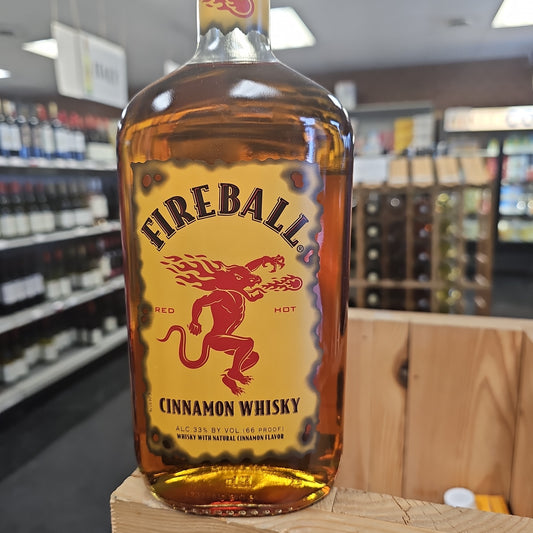 FIREBALL®
RED HOT
CINNAMON WHISKY
ALC 33% BY VOL (66 PROOF)
WHISKY WITH NATURAL CINNAMON FLAVOR